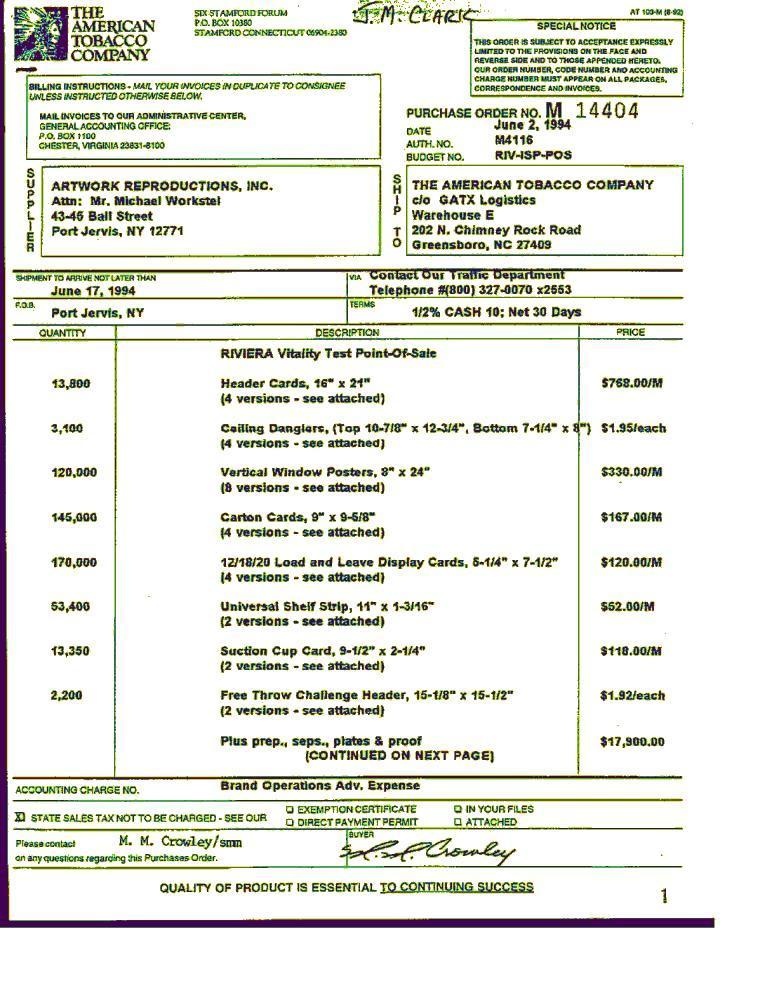 THE
AMERICAN
TOBACCO
COMPANY
SIX STAMFORD FORUM
P.O. BOX 10380
STAMFORD CONNECTICUT 06904-2380
J. M. CLARK
AT 103-M (8-92)
SPECIAL NOTICE
THIS ORDER IS SUBJECT TO ACCEPTANCE EXPRESSLY
LIMITED TO THE PROVISIONS ON THE FACE AND
REVERSE SIDE AND TO THOSE APPENDED HERETO.
OUR ORDER NUMBER, CODE NUMBER AND ACCOUNTING
CHARGE NUMBER MUST APPEAR ON ALL PACKAGES,
CORRESPONDENCE AND INVOICES.
BILLING INSTRUCTIONS - MAIL YOUR INVOICES IN DUPLICATE TO CONSIGNEE
UNLESS INSTRUCTED OTHERWISE BELOW.
MAIL INVOICES TO OUR ADMINISTRATIVE CENTER,
GENERAL ACCOUNTING OFFICE:
P.O. BOX 1100
CHESTER, VIRGINIA 23831-8100
PURCHASE ORDER NO. M 14404
DATE June 2, 1994
AUTH. NO. M4116
BUDGET NO. RIV-ISP-POS
SUPPLIER
ARTWORK REPRODUCTIONS, INC.
Attn: Mr. Michael Workstel
43-45 Ball Street
Port Jervis, NY 12771
SHIP TO
THE AMERICAN TOBACCO COMPANY
c/o GATX Logistics
Warehouse E
202 N. Chimney Rock Road
Greensboro, NC 27409
SHIPMENT TO ARRIVE NOT LATER THAN
June 17, 1994
VIA Contact Our Traffic Department
Telephone #(800) 327-0070 x2553
F.O.B. Port Jervis, NY
TERMS 1/2% CASH 10; Net 30 Days
QUANTITY DESCRIPTION PRICE
RIVIERA Vitality Test Point-Of-Sale
13,800 Header Cards, 16" x 21" $768.00/M
(4 versions - see attached)
3,100 Ceiling Danglers, (Top 10-7/8" x 12-3/4", Bottom 7-1/4" x 8") $1.95/each
(4 versions - see attached)
120,000 Vertical Window Posters, 8" x 24" $330.00/M
(8 versions - see attached)
145,000 Carton Cards, 9" x 9-5/8" $167.00/M
(4 versions - see attached)
170,000 12/18/20 Load and Leave Display Cards, 5-1/4" x 7-1/2" $120.00/M
(4 versions - see attached)
53,400 Universal Shelf Strip, 11" x 1-3/16" $52.00/M
(2 versions - see attached)
13,350 Suction Cup Card, 9-1/2" x 2-1/4" $118.00/M
(2 versions - see attached)
2,200 Free Throw Challenge Header, 15-1/8" x 15-1/2" $1.92/each
(2 versions - see attached)
Plus prep., seps., plates & proof $17,900.00
(CONTINUED ON NEXT PAGE)
ACCOUNTING CHARGE NO. Brand Operations Adv. Expense
STATE SALES TAX NOT TO BE CHARGED - SEE OUR
EXEMPTION CERTIFICATE
DIRECT PAYMENT PERMIT
IN YOUR FILES
ATTACHED
Please contact M. M. Crowley/smn
on any questions regarding this Purchases Order.
BUYER
M. M. Crowley
QUALITY OF PRODUCT IS ESSENTIAL TO CONTINUING SUCCESS
1